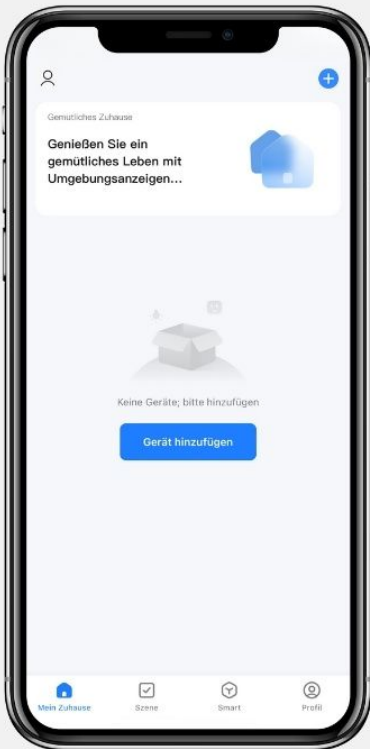 Gemütliches Zuhause
Genießen Sie ein
gemütliches Leben mit
Umgebungsanzeigen...
Keine Geräte; bitte hinzufügen
Gerät hinzufügen
Mein Zuhause
Szene
Smart
Profil